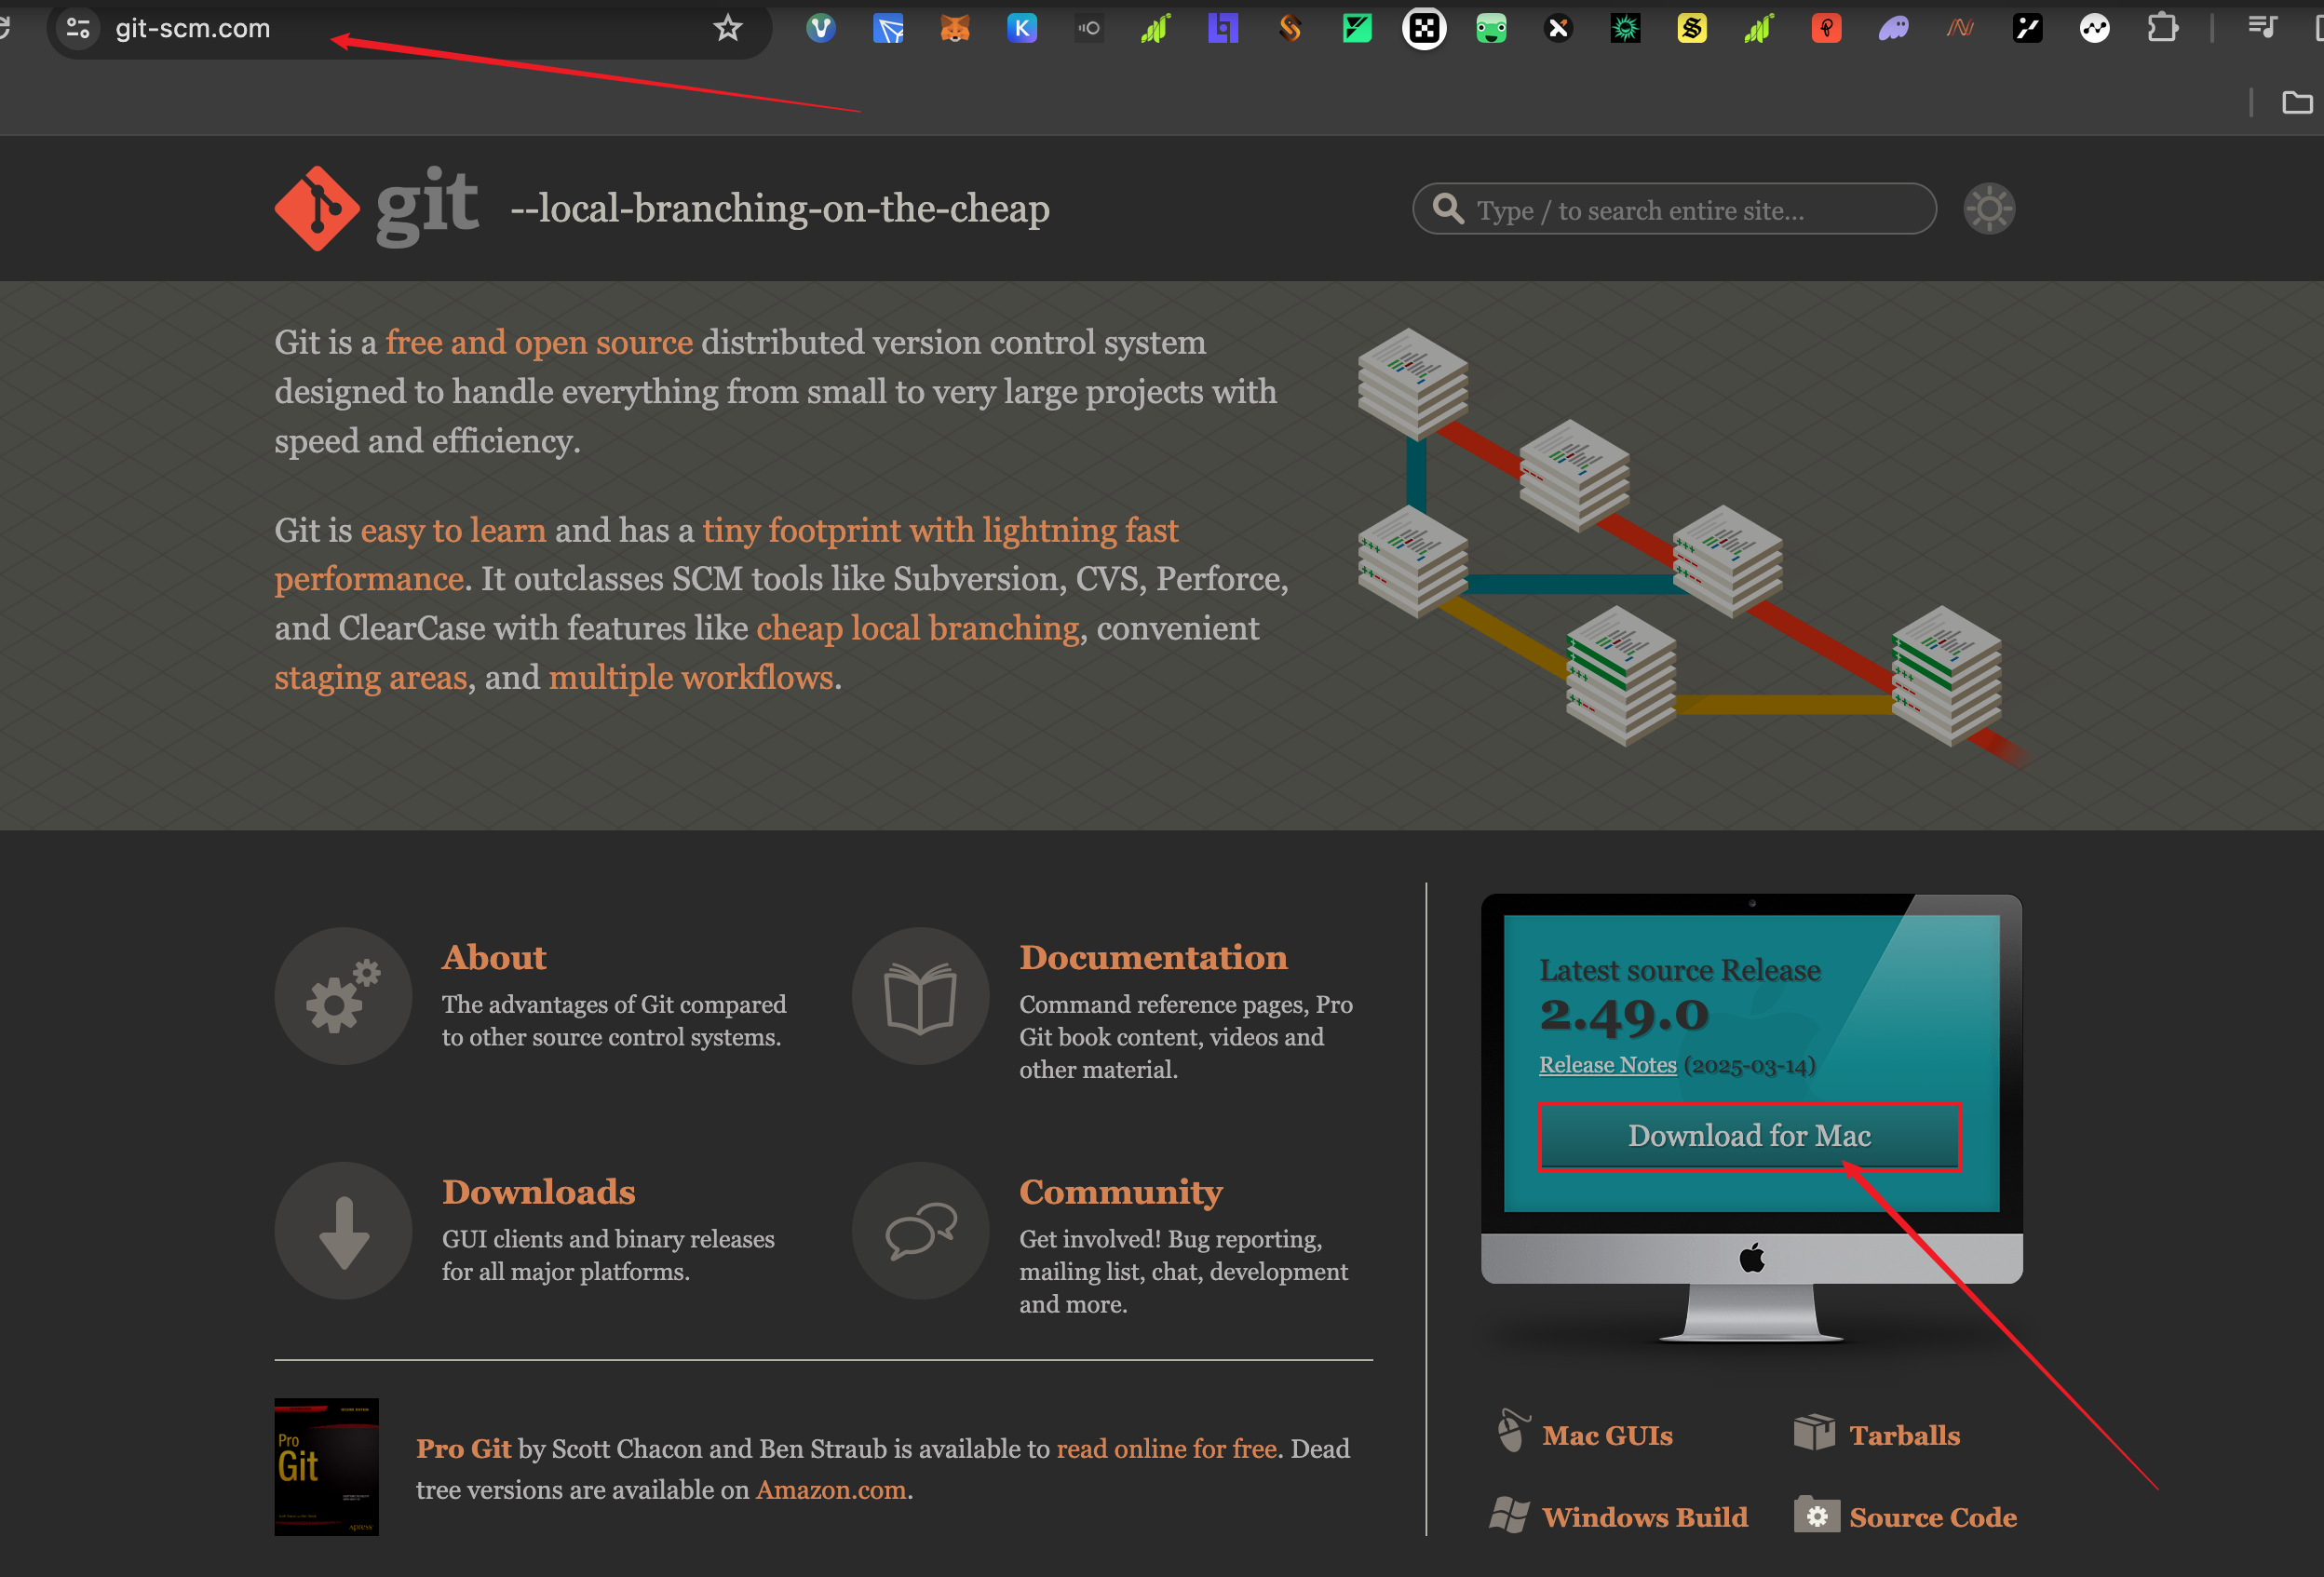 git-scm.com
git --local-branching-on-the-cheap
Type / to search entire site...
Git is a free and open source distributed version control system
designed to handle everything from small to very large projects with
speed and efficiency.
Git is easy to learn and has a tiny footprint with lightning fast
performance. It outclasses SCM tools like Subversion, CVS, Perforce,
and ClearCase with features like cheap local branching, convenient
staging areas, and multiple workflows.
About
The advantages of Git compared
to other source control systems.
Documentation
Command reference pages, Pro
Git book content, videos and
other material.
Downloads
GUI clients and binary releases
for all major platforms.
Community
Get involved! Bug reporting,
mailing list, chat, development
and more.
Pro
Git
Apress
Pro Git by Scott Chacon and Ben Straub is available to read online for free. Dead
tree versions are available on Amazon.com.
Latest source Release
2.49.0
Release Notes (2025-03-14)
Download for Mac
Mac GUIs
Tarballs
Windows Build
Source Code